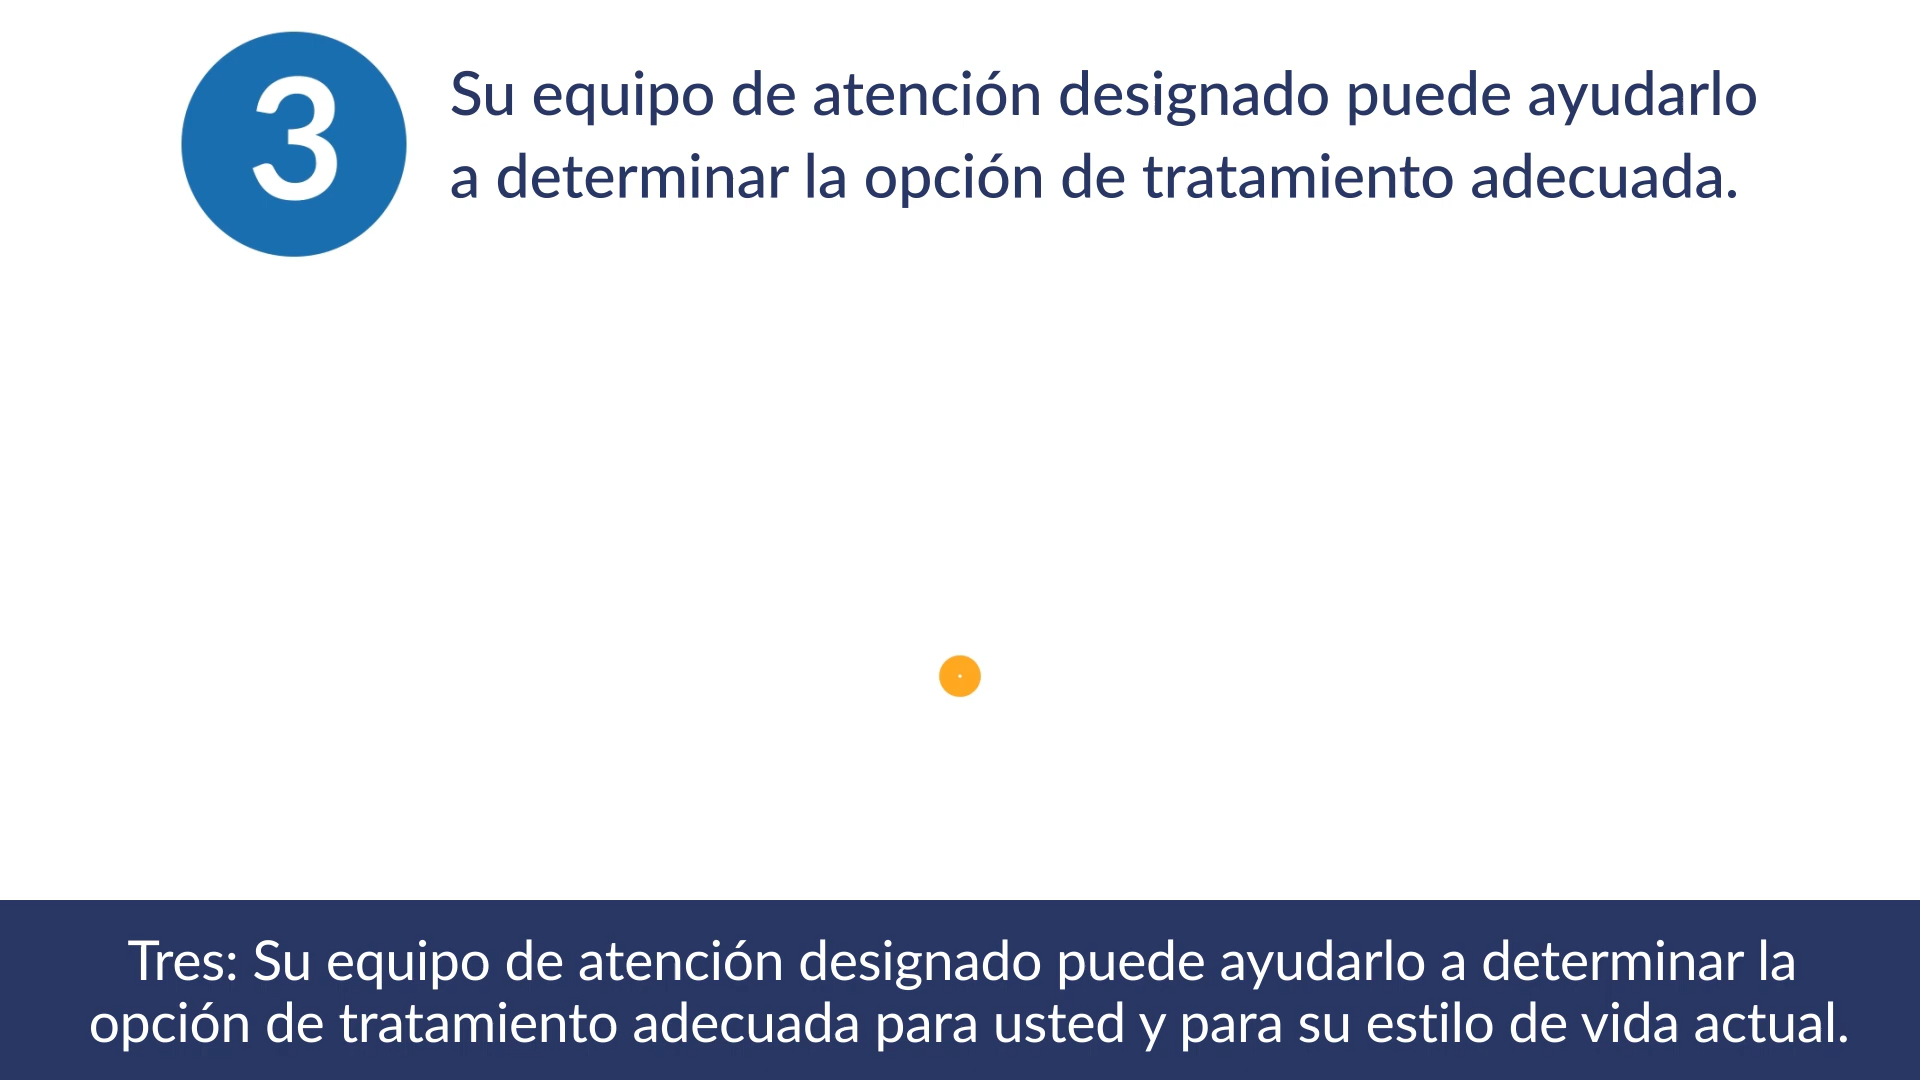 3
Su equipo de atención designado puede ayudarlo
a determinar la opción de tratamiento adecuada.
Tres: Su equipo de atención designado puede ayudarlo a determinar la
opción de tratamiento adecuada para usted y para su estilo de vida actual.